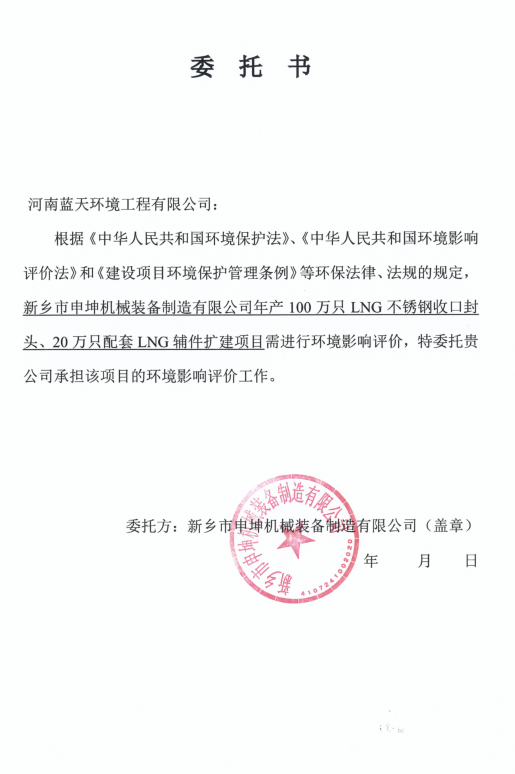 委 托 书
河南蓝天环境工程有限公司：
根据《中华人民共和国环境保护法》、《中华人民共和国环境影响
评价法》和《建设项目环境保护管理条例》等环保法律、法规的规定，
新乡市申坤机械装备制造有限公司年产 100 万只 LNG 不锈钢收口封
头、20 万只配套 LNG 辅件扩建项目需进行环境影响评价，特委托贵
公司承担该项目的环境影响评价工作。
委托方：新乡市申坤机械装备制造有限公司（盖章）
年 月 日
新乡市申坤机械装备制造有限公司
4107241002020